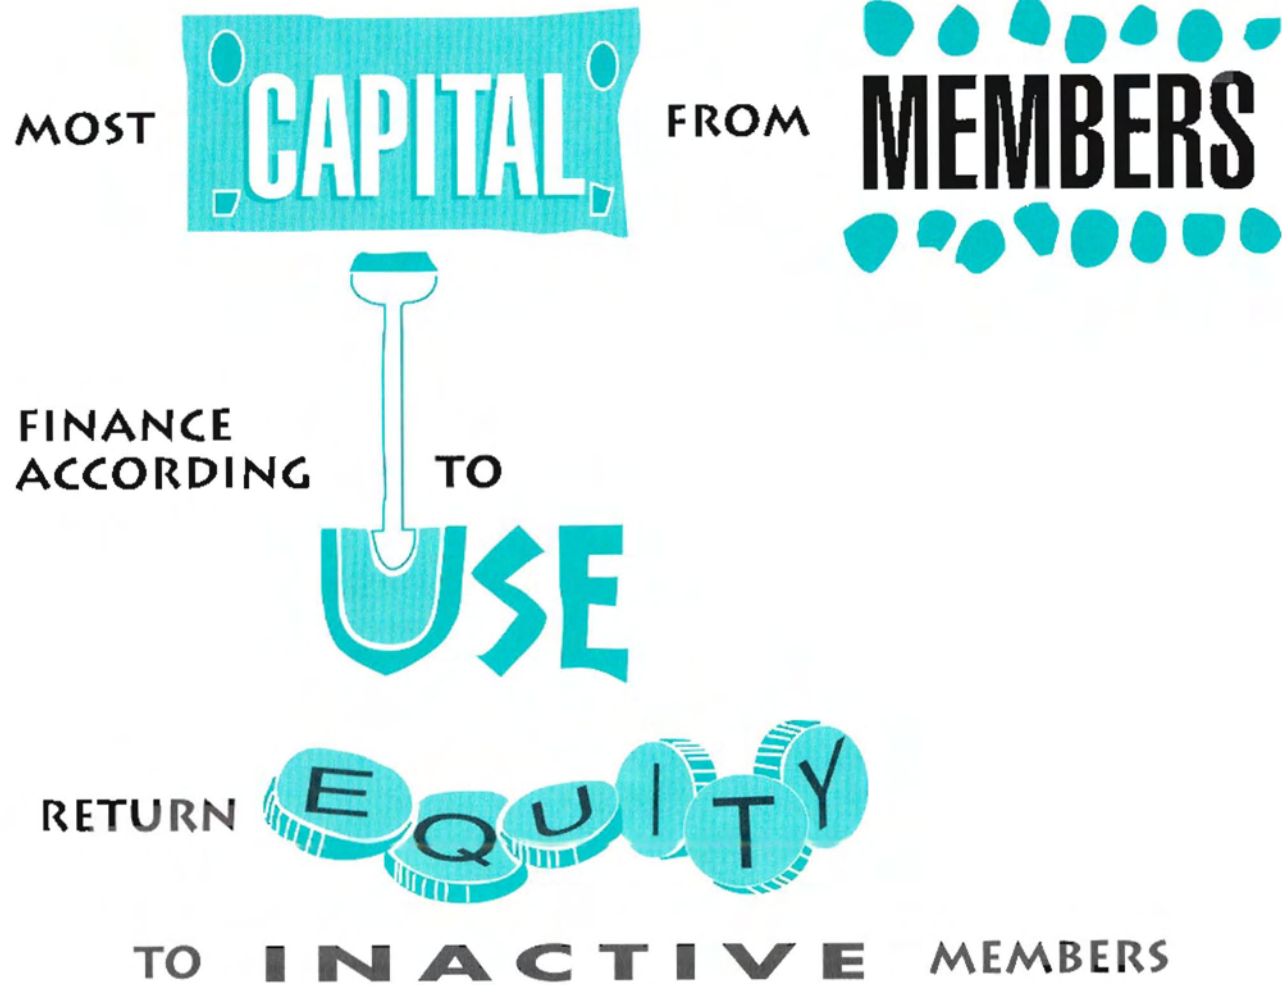 MOST CAPITAL FROM MEMBERS
FINANCE
ACCORDING TO
USE
RETURN EQUITY
TO INACTIVE MEMBERS